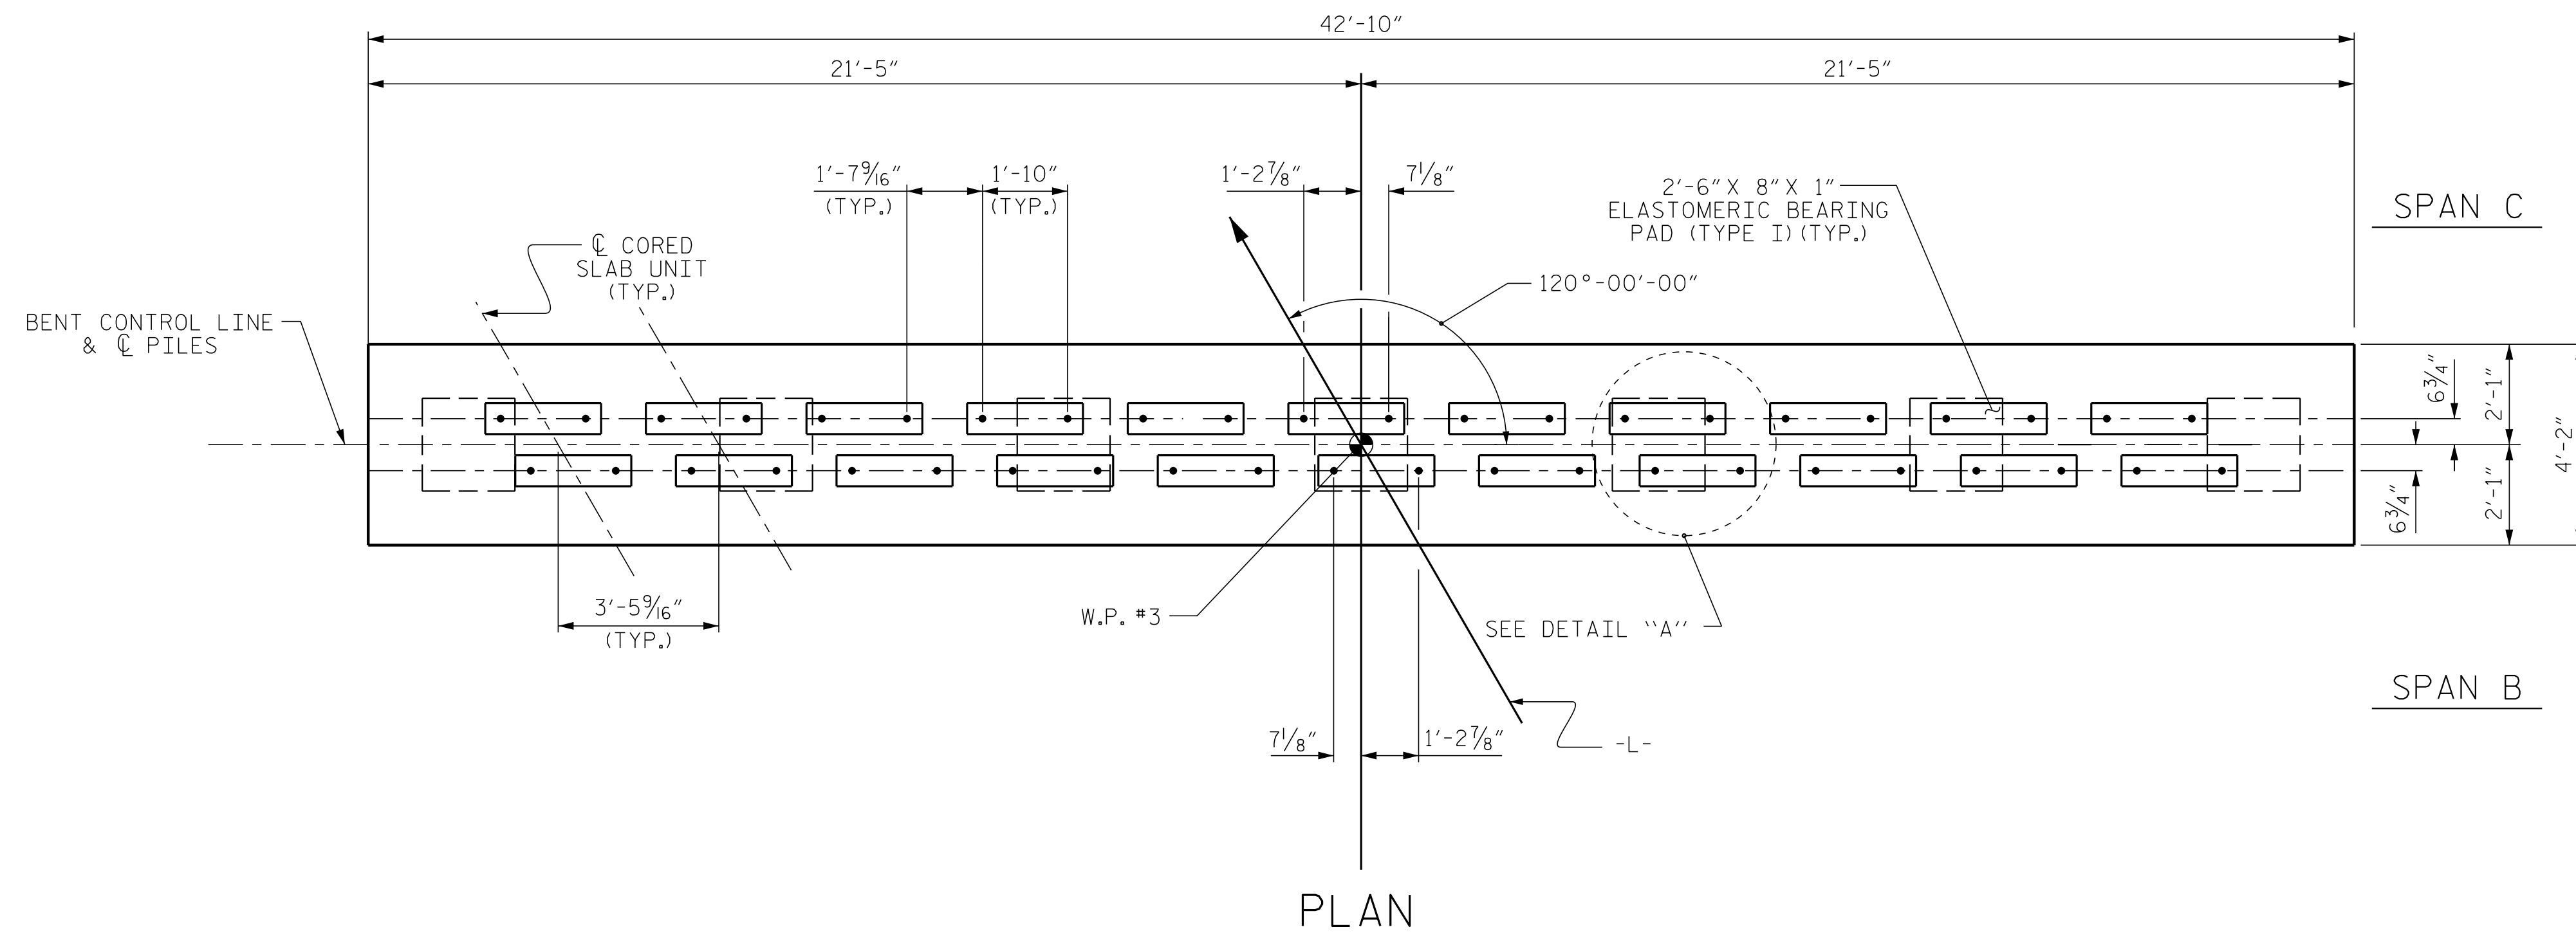 42'-10"
21'-5"
21'-5"
1'-7 9/16"
(TYP.)
1'-10"
(TYP.)
1'-2 7/8"
7 1/8"
2'-6" X 8" X 1"
ELASTOMERIC BEARING
PAD (TYPE I) (TYP.)
SPAN C
℄ CORED
SLAB UNIT
(TYP.)
120°-00'-00"
BENT CONTROL LINE
& ℄ PILES
6 3/4"
2'-1"
4'-2"
6 3/4"
2'-1"
3'-5 9/16"
(TYP.)
W.P. #3
SEE DETAIL "A"
SPAN B
7 1/8"
1'-2 7/8"
-L-
PLAN